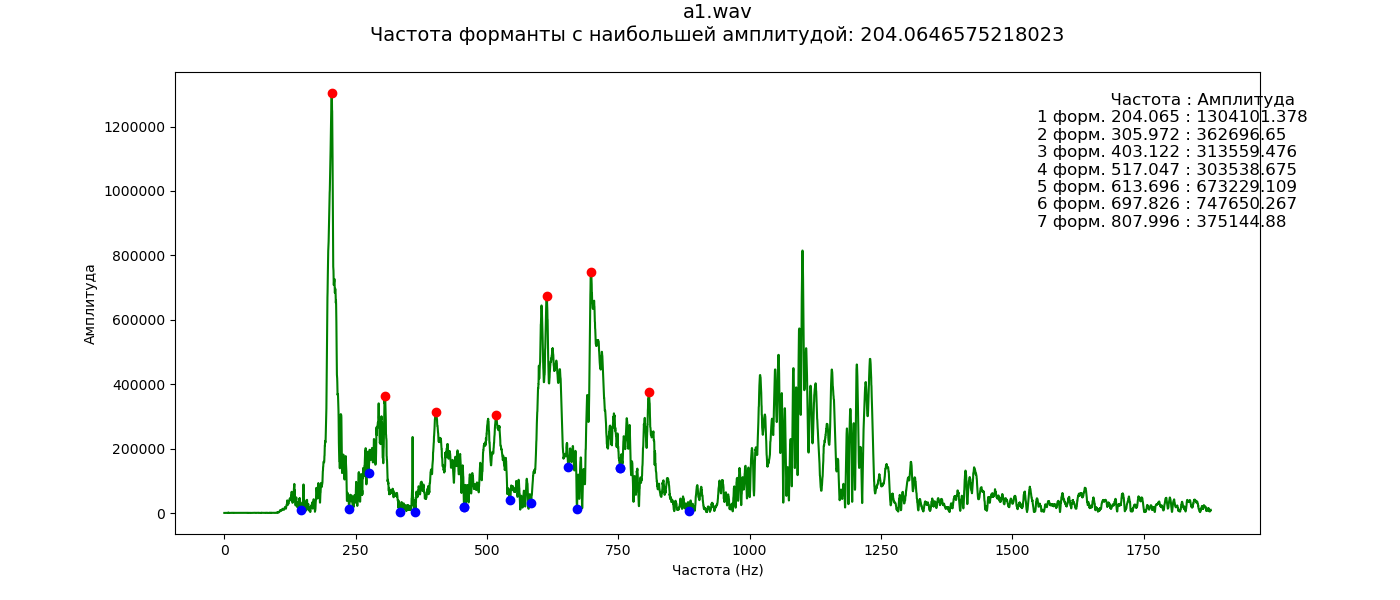 a1.wav
Частота форманты с наибольшей амплитудой: 204.0646575218023
Частота : Амплитуда
1 форм. 204.065 : 1304101.378
2 форм. 305.972 : 362696.65
3 форм. 403.122 : 313559.476
4 форм. 517.047 : 303538.675
5 форм. 613.696 : 673229.109
6 форм. 697.826 : 747650.267
7 форм. 807.996 : 375144.88
Амплитуда
1200000
1000000
800000
600000
400000
200000
0
0 250 500 750 1000 1250 1500 1750
Частота (Hz)